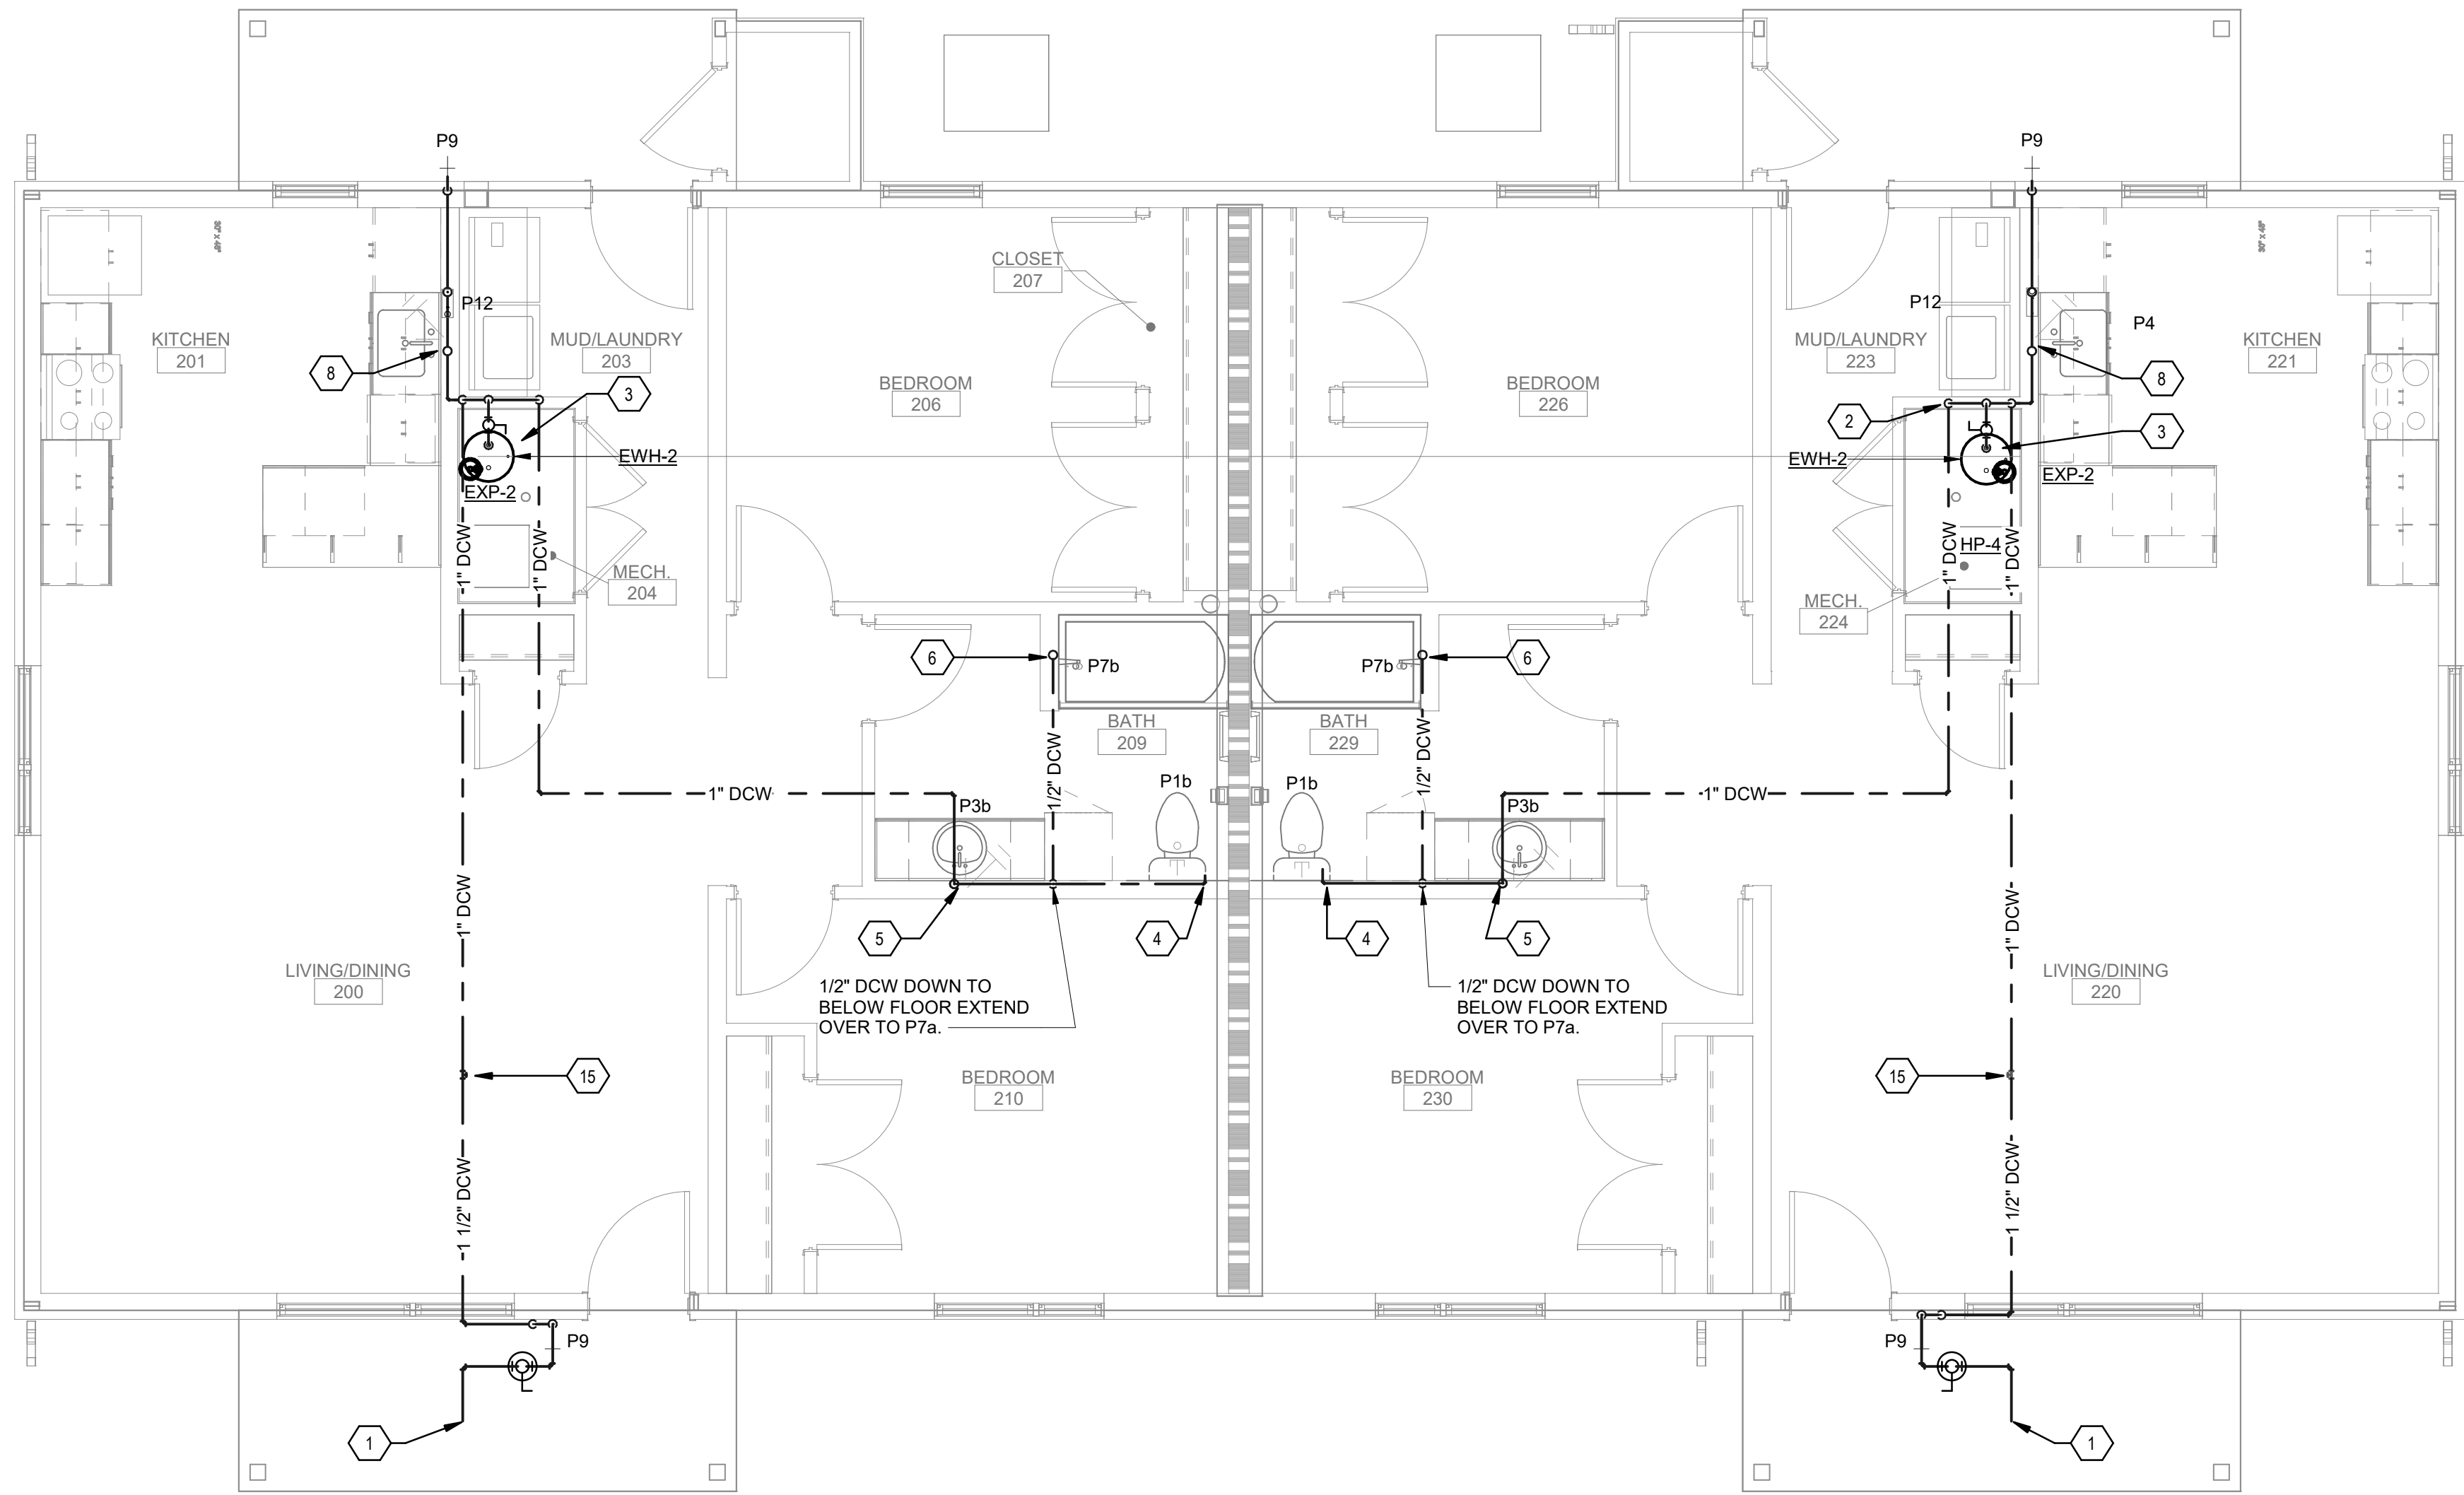 P9
P9
30" x 48"
30" x 48"
CLOSET
207
P12
P12
P4
KITCHEN
201
MUD/LAUNDRY
203
MUD/LAUNDRY
223
KITCHEN
221
8
3
BEDROOM
206
BEDROOM
226
8
2
3
EWH-2
EWH-2
EXP-2
EXP-2
1" DCW
1" DCW
1" DCW
HP-4
1" DCW
MECH.
204
MECH.
224
6
P7b
P7b
6
BATH
209
BATH
229
1/2" DCW
1/2" DCW
1" DCW
P3b
P1b
P1b
P3b
1" DCW
1" DCW
1" DCW
5
4
4
5
LIVING/DINING
200
LIVING/DINING
220
1/2" DCW DOWN TO
BELOW FLOOR EXTEND
OVER TO P7a.
1/2" DCW DOWN TO
BELOW FLOOR EXTEND
OVER TO P7a.
15
BEDROOM
210
BEDROOM
230
15
1 1/2" DCW
1 1/2" DCW
P9
P9
1
1